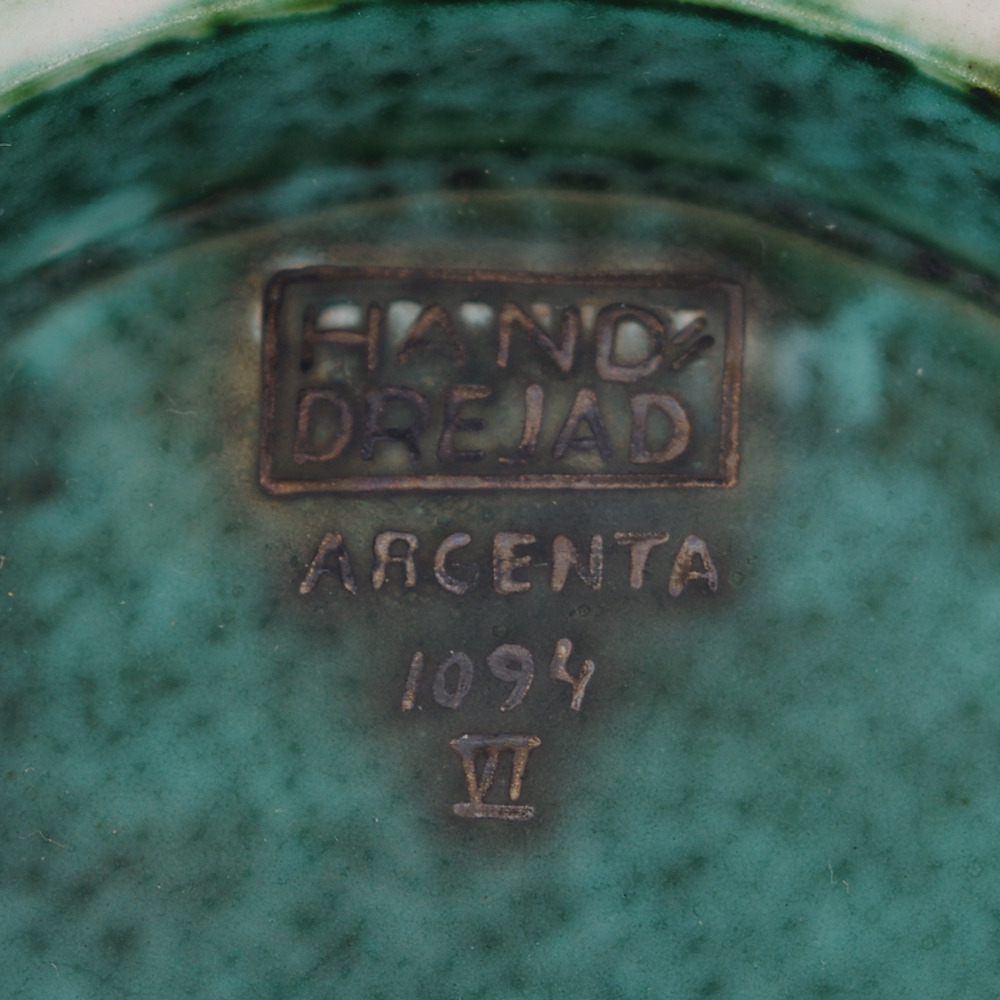 HAND=
DREJAD
ARGENTA
1094
VI